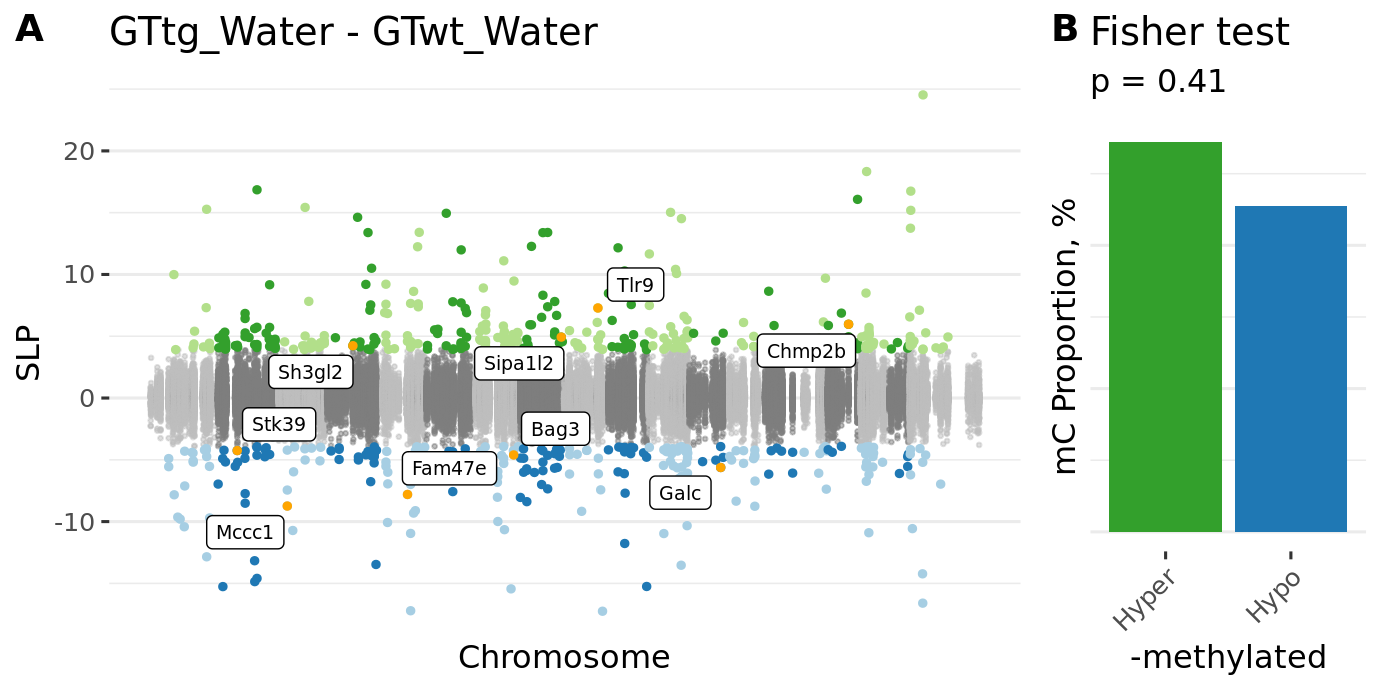 A GTtg_Water - GTwt_Water
SLP
20
10
0
-10
Tlr9
Chmp2b
Sipa1l2
Sh3gl2
Stk39
Bag3
Fam47e
Galc
Mccc1
Chromosome
B Fisher test
p = 0.41
mC Proportion, %
Hyper
Hypo
-methylated